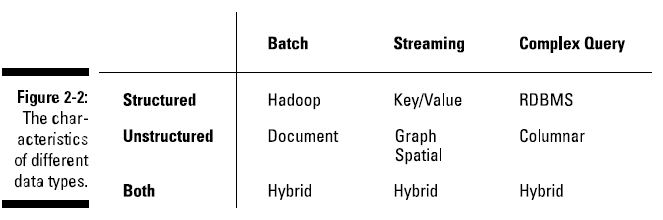 Batch Streaming Complex Query
Figure 2-2:
The char-
acteristics
of different
data types.
Structured Hadoop Key/Value RDBMS
Unstructured Document Graph Columnar
Spatial
Both Hybrid Hybrid Hybrid